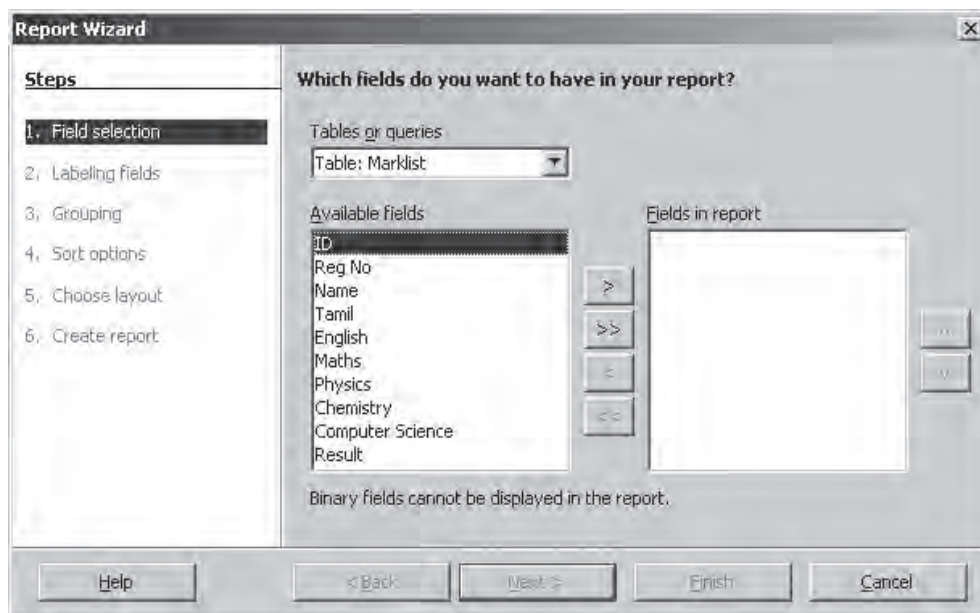 Report Wizard
Steps
1. Field selection
2. Labeling fields
3. Grouping
4. Sort options
5. Choose layout
6. Create report
Which fields do you want to have in your report?
Tables or queries
Table: Marklist
Available fields
ID
Reg No
Name
Tamil
English
Maths
Physics
Chemistry
Computer Science
Result
>
>>
<
<<
Fields in report
Binary fields cannot be displayed in the report.
Help
< Back
Next >
Finish
Cancel